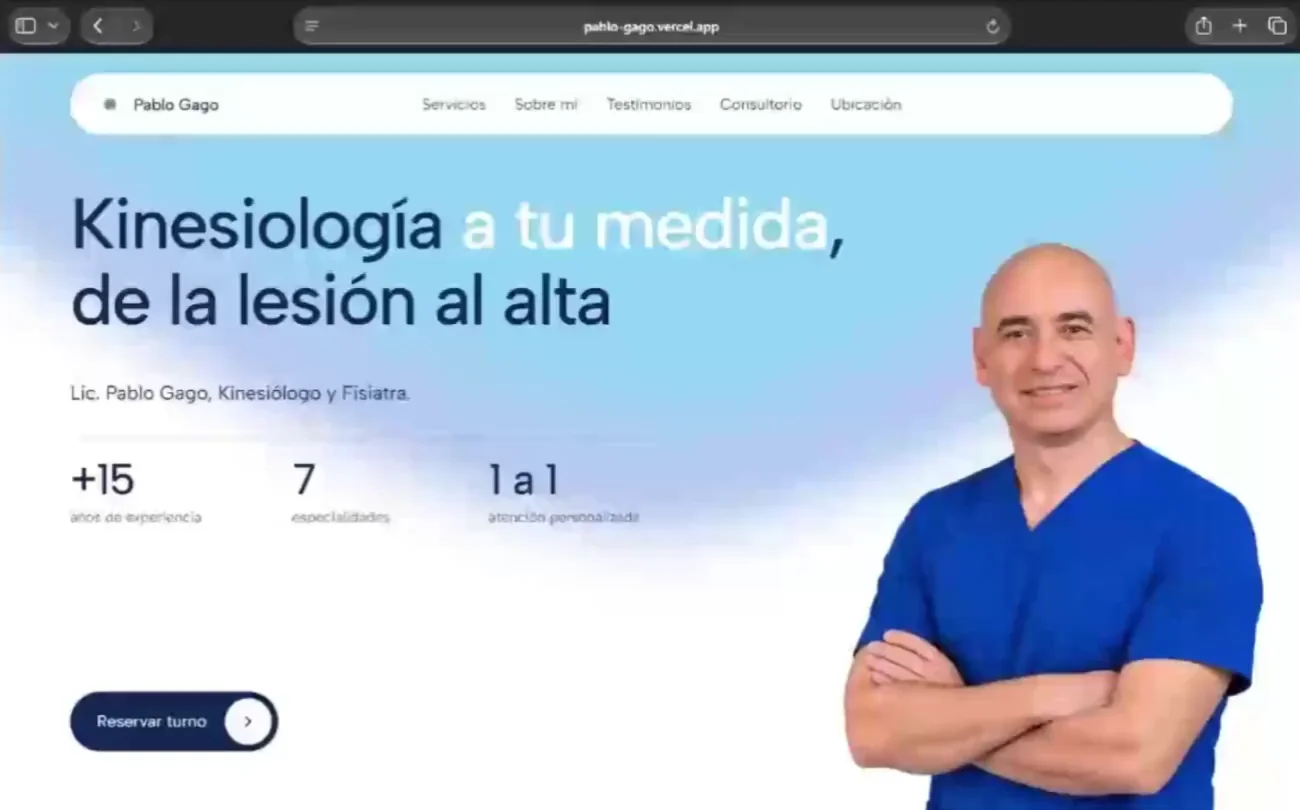 pablo-gago.vercel.app
Pablo Gago
Servicios
Sobre mí
Testimonios
Consultorio
Ubicación
Kinesiología a tu medida,
de la lesión al alta
Lic. Pablo Gago, Kinesiólogo y Fisiatra.
+15
años de experiencia
7
especialidades
1 a 1
atención personalizada
Reservar turno